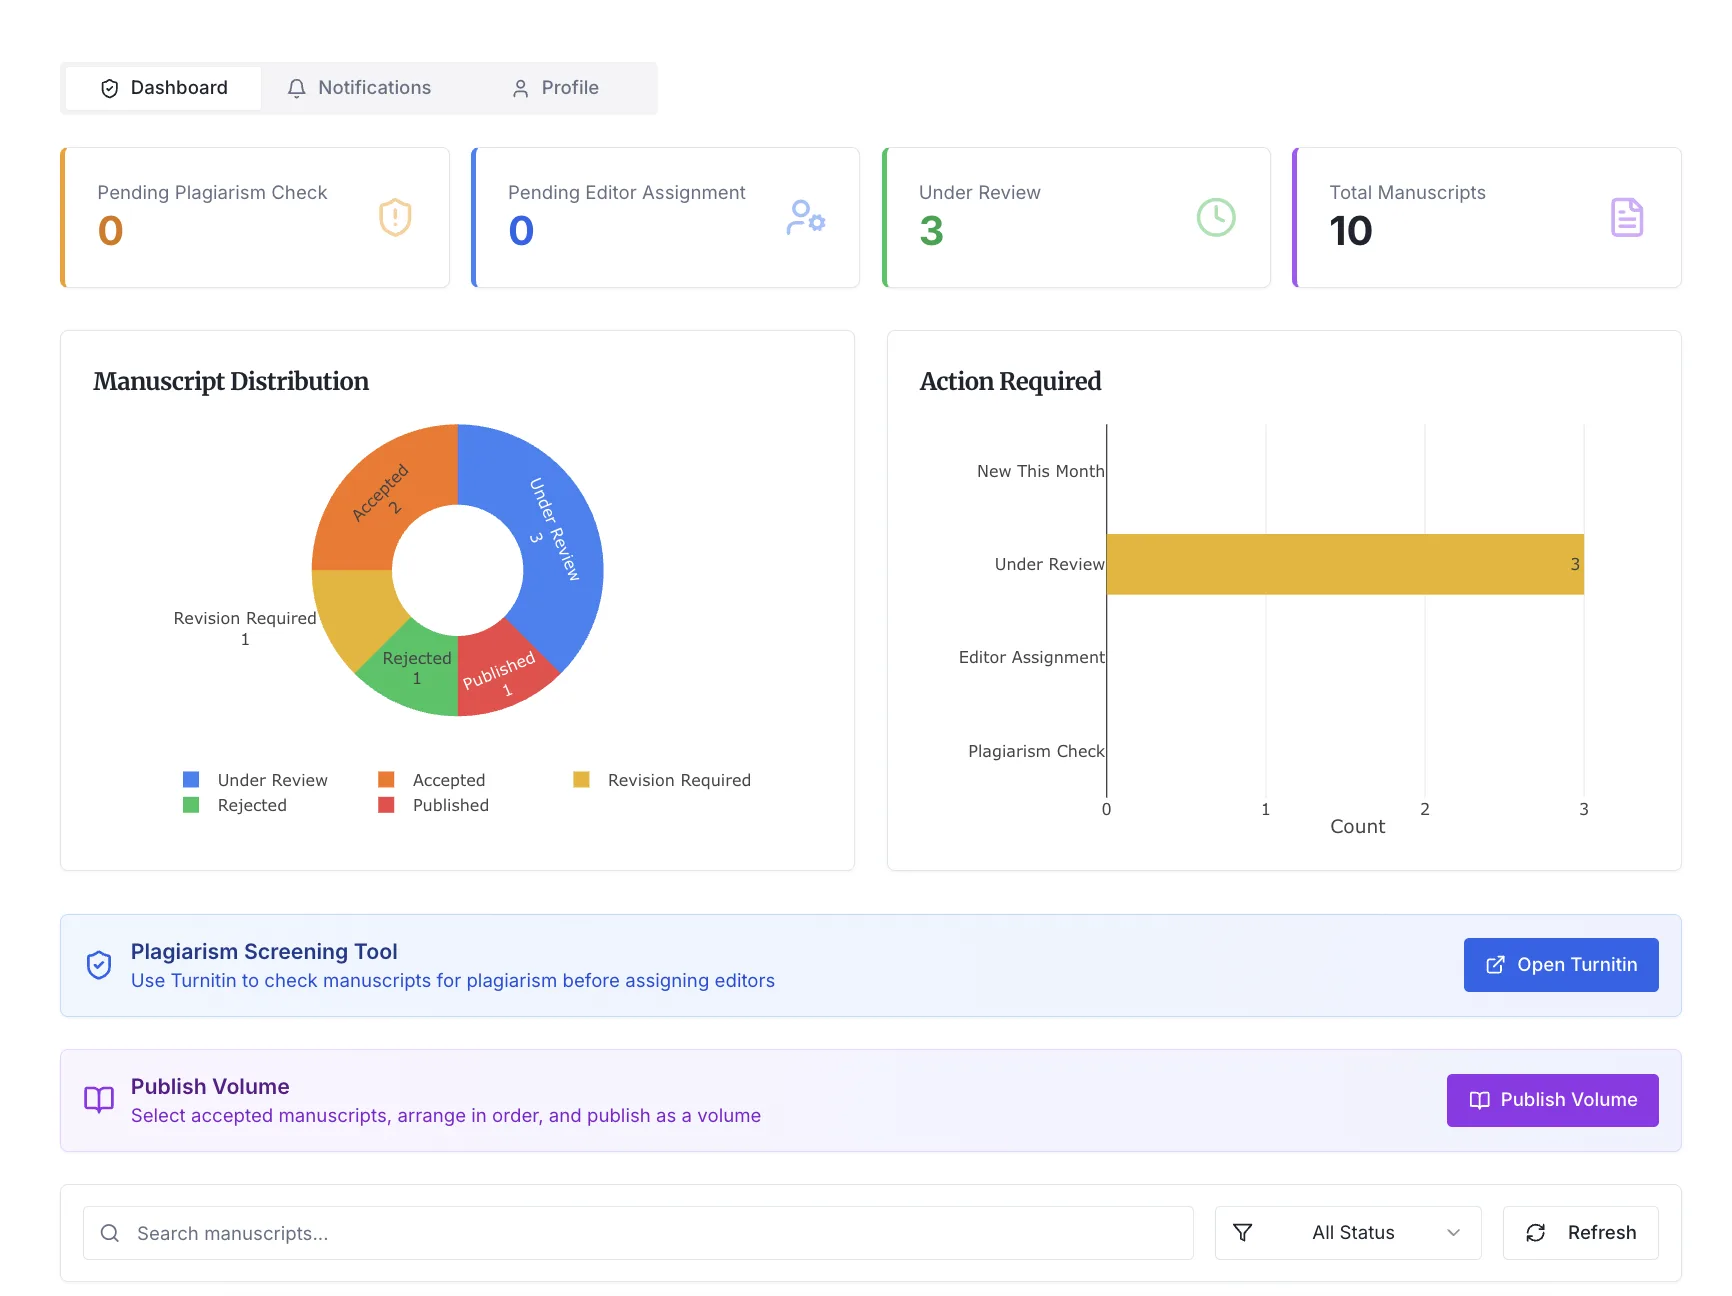 Dashboard
Notifications
Profile
Pending Plagiarism Check
0
Pending Editor Assignment
0
Under Review
3
Total Manuscripts
10
Manuscript Distribution
Under Review
3
Accepted
2
Revision Required
1
Rejected
1
Published
1
Under Review
Accepted
Revision Required
Rejected
Published
Action Required
New This Month
Under Review
3
Editor Assignment
Plagiarism Check
0 1 2 3
Count
Plagiarism Screening Tool
Use Turnitin to check manuscripts for plagiarism before assigning editors
Open Turnitin
Publish Volume
Select accepted manuscripts, arrange in order, and publish as a volume
Publish Volume
Search manuscripts...
All Status
Refresh